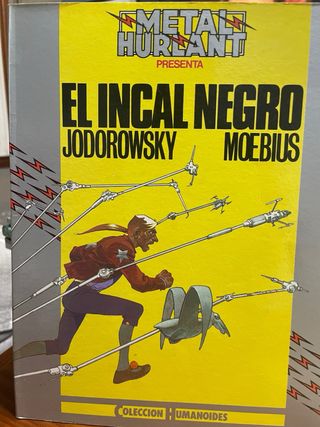 METAL
HURLANT
PRESENTA
EL INCAL NEGRO
JODOROWSKY MOEBIUS
COLECCION HUMANOIDES